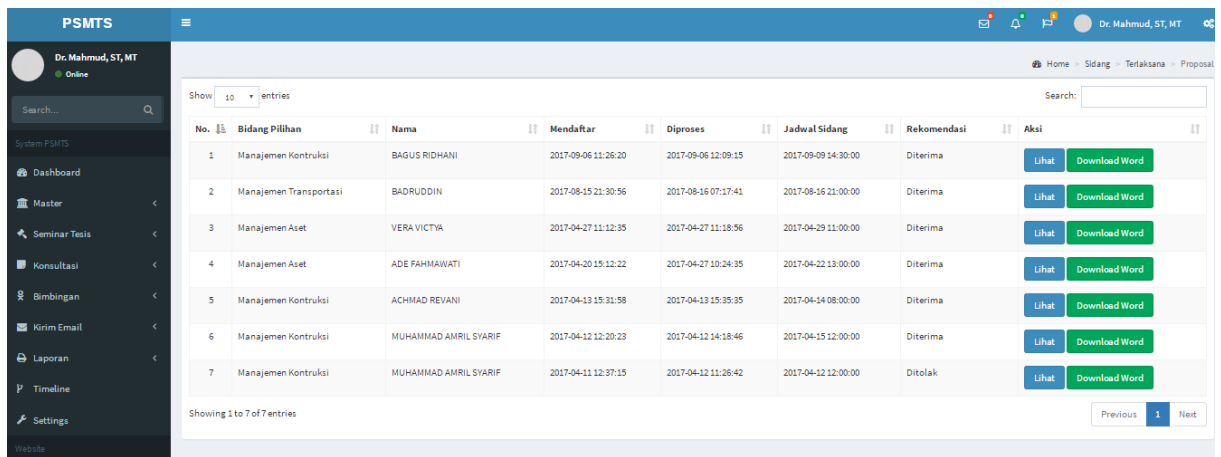 PSMTS
Dr. Mahmud, ST, MT
Dr. Mahmud, ST, MT
Online
Home > Sidang > Terlaksana > Proposal
Search...
System PSMTS
Dashboard
Master
Seminar Tesis
Konsultasi
Bimbingan
Kirim Email
Laporan
Timeline
Settings
Website
Show 10 entries
Search:
No. Bidang Pilihan Nama Mendaftar Diproses Jadwal Sidang Rekomendasi Aksi
1 Manajemen Kontruksi BAGUS RIDHANI 2017-09-06 11:26:20 2017-09-06 12:09:15 2017-09-09 14:30:00 Diterima Lihat Download Word
2 Manajemen Transportasi BADRUDDIN 2017-08-15 21:30:56 2017-08-16 07:17:41 2017-08-16 21:00:00 Diterima Lihat Download Word
3 Manajemen Aset VERA VICTYA 2017-04-27 11:12:35 2017-04-27 11:18:56 2017-04-29 11:00:00 Diterima Lihat Download Word
4 Manajemen Aset ADE FAHMAWATI 2017-04-20 15:12:22 2017-04-27 10:24:35 2017-04-22 13:00:00 Diterima Lihat Download Word
5 Manajemen Kontruksi ACHMAD REVANI 2017-04-13 15:31:58 2017-04-13 15:35:35 2017-04-14 08:00:00 Diterima Lihat Download Word
6 Manajemen Kontruksi MUHAMMAD AMRIL SYARIF 2017-04-12 12:20:23 2017-04-12 14:18:46 2017-04-15 12:00:00 Diterima Lihat Download Word
7 Manajemen Kontruksi MUHAMMAD AMRIL SYARIF 2017-04-11 12:37:15 2017-04-12 11:26:42 2017-04-12 12:00:00 Ditolak Lihat Download Word
Showing 1 to 7 of 7 entries
Previous 1 Next